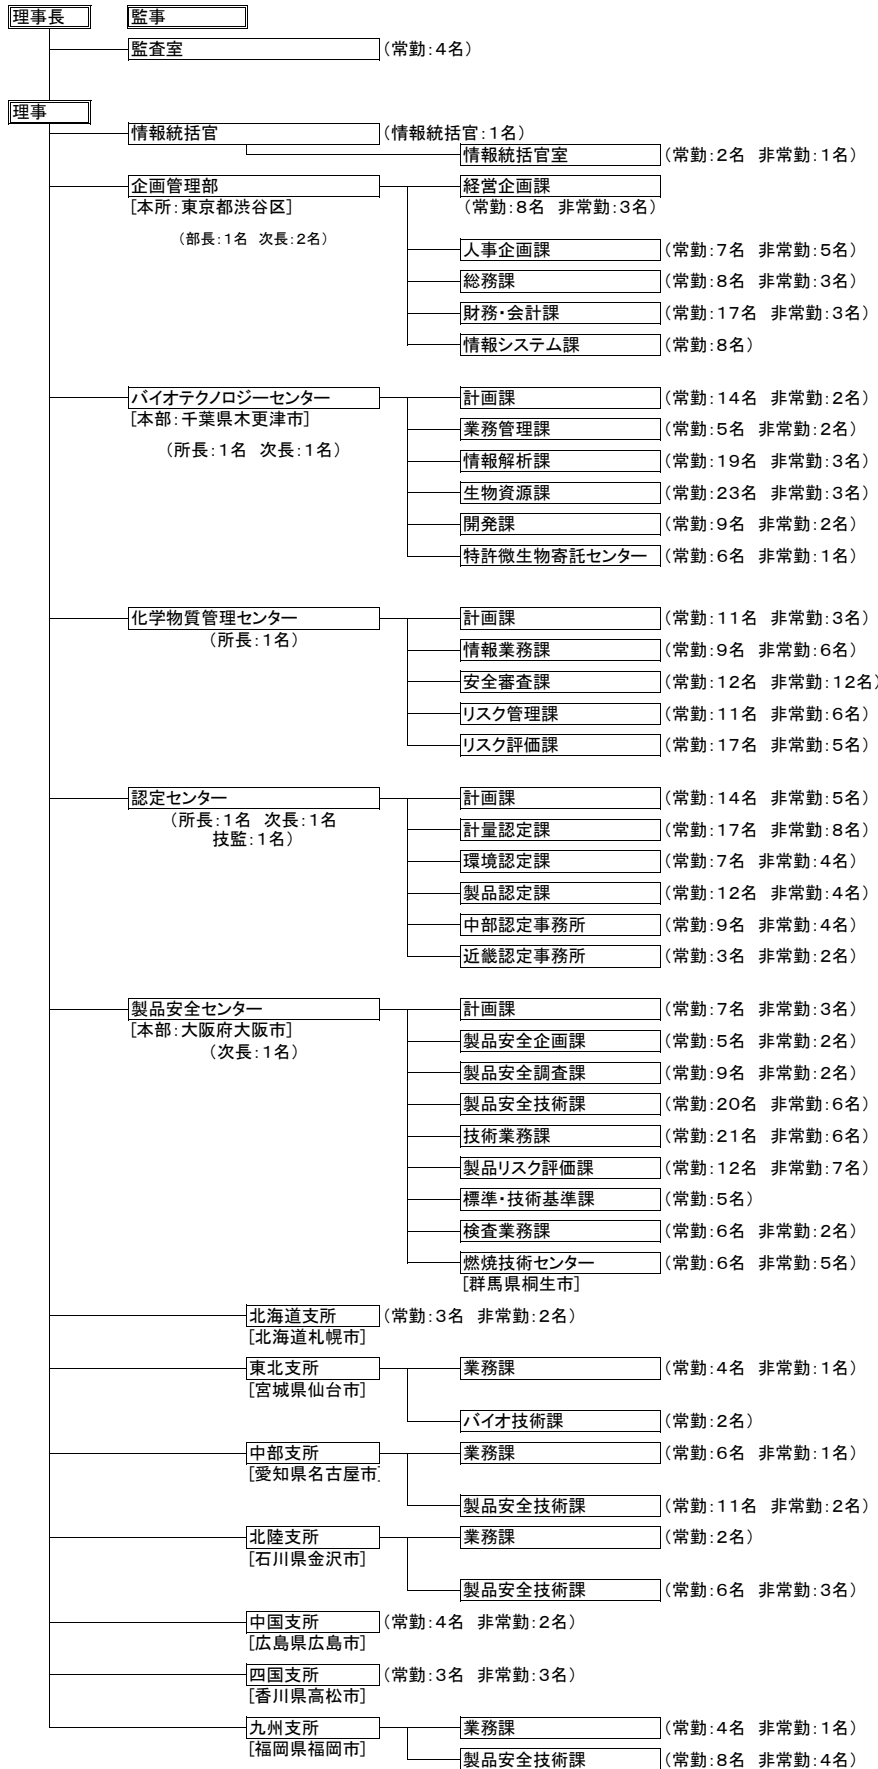 理事長 監事
監査室 (常勤:4名)
理事
情報統括官 (情報統括官:1名)
情報統括官室 (常勤:2名 非常勤:1名)
企画管理部 経営企画課
[本所:東京都渋谷区] (常勤:8名 非常勤:3名)
(部長:1名 次長:2名)
人事企画課 (常勤:7名 非常勤:5名)
総務課 (常勤:8名 非常勤:3名)
財務・会計課 (常勤:17名 非常勤:3名)
情報システム課 (常勤:8名)
バイオテクノロジーセンター 計画課 (常勤:14名 非常勤:2名)
[本部:千葉県木更津市]
業務管理課 (常勤:5名 非常勤:2名)
(所長:1名 次長:1名)
情報解析課 (常勤:19名 非常勤:3名)
生物資源課 (常勤:23名 非常勤:3名)
開発課 (常勤:9名 非常勤:2名)
特許微生物寄託センター (常勤:6名 非常勤:1名)
化学物質管理センター 計画課 (常勤:11名 非常勤:3名)
(所長:1名)
情報業務課 (常勤:9名 非常勤:6名)
安全審査課 (常勤:12名 非常勤:12名)
リスク管理課 (常勤:11名 非常勤:6名)
リスク評価課 (常勤:17名 非常勤:5名)
認定センター 計画課 (常勤:14名 非常勤:5名)
(所長:1名 次長:1名
計量認定課 (常勤:17名 非常勤:8名)
技監:1名)
環境認定課 (常勤:7名 非常勤:4名)
製品認定課 (常勤:12名 非常勤:4名)
中部認定事務所 (常勤:9名 非常勤:4名)
近畿認定事務所 (常勤:3名 非常勤:2名)
製品安全センター 計画課 (常勤:7名 非常勤:3名)
[本部:大阪府大阪市]
製品安全企画課 (常勤:5名 非常勤:2名)
(次長:1名)
製品安全調査課 (常勤:9名 非常勤:2名)
製品安全技術課 (常勤:20名 非常勤:6名)
技術業務課 (常勤:21名 非常勤:6名)
製品リスク評価課 (常勤:12名 非常勤:7名)
標準・技術基準課 (常勤:5名)
検査業務課 (常勤:6名 非常勤:2名)
燃焼技術センター (常勤:6名 非常勤:5名)
[群馬県桐生市]
北海道支所 (常勤:3名 非常勤:2名)
[北海道札幌市]
東北支所 業務課 (常勤:4名 非常勤:1名)
[宮城県仙台市]
バイオ技術課 (常勤:2名)
中部支所 業務課 (常勤:6名 非常勤:1名)
[愛知県名古屋市]
製品安全技術課 (常勤:11名 非常勤:2名)
北陸支所 業務課 (常勤:2名)
[石川県金沢市]
製品安全技術課 (常勤:6名 非常勤:3名)
中国支所 (常勤:4名 非常勤:2名)
[広島県広島市]
四国支所 (常勤:3名 非常勤:3名)
[香川県高松市]
九州支所 業務課 (常勤:4名 非常勤:1名)
[福岡県福岡市]
製品安全技術課 (常勤:8名 非常勤:4名)